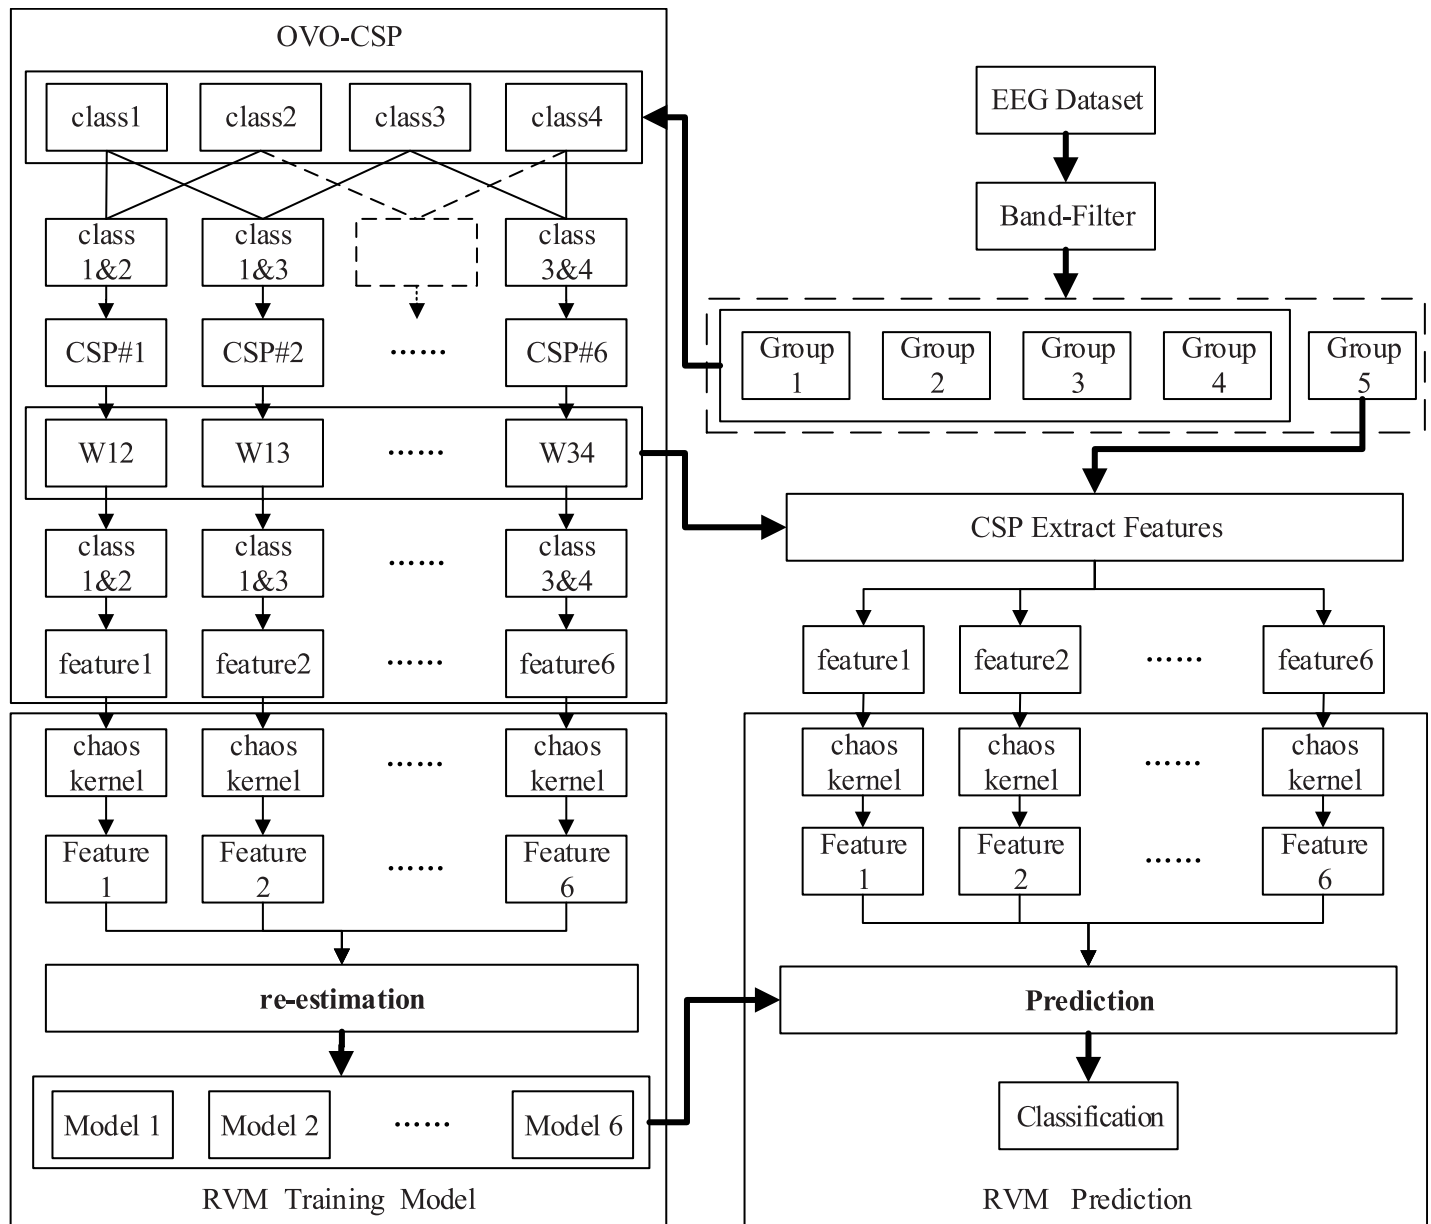 OVO-CSP
class1
class2
class3
class4
class
1&2
class
1&3
class
3&4
CSP#1
CSP#2
······
CSP#6
W12
W13
······
W34
class
1&2
class
1&3
······
class
3&4
feature1
feature2
······
feature6
chaos
kernel
chaos
kernel
······
chaos
kernel
Feature
1
Feature
2
······
Feature
6
re-estimation
Model 1
Model 2
······
Model 6
RVM Training Model
EEG Dataset
Band-Filter
Group
1
Group
2
Group
3
Group
4
Group
5
CSP Extract Features
feature1
feature2
······
feature6
chaos
kernel
chaos
kernel
······
chaos
kernel
Feature
1
Feature
2
······
Feature
6
Prediction
Classification
RVM Prediction